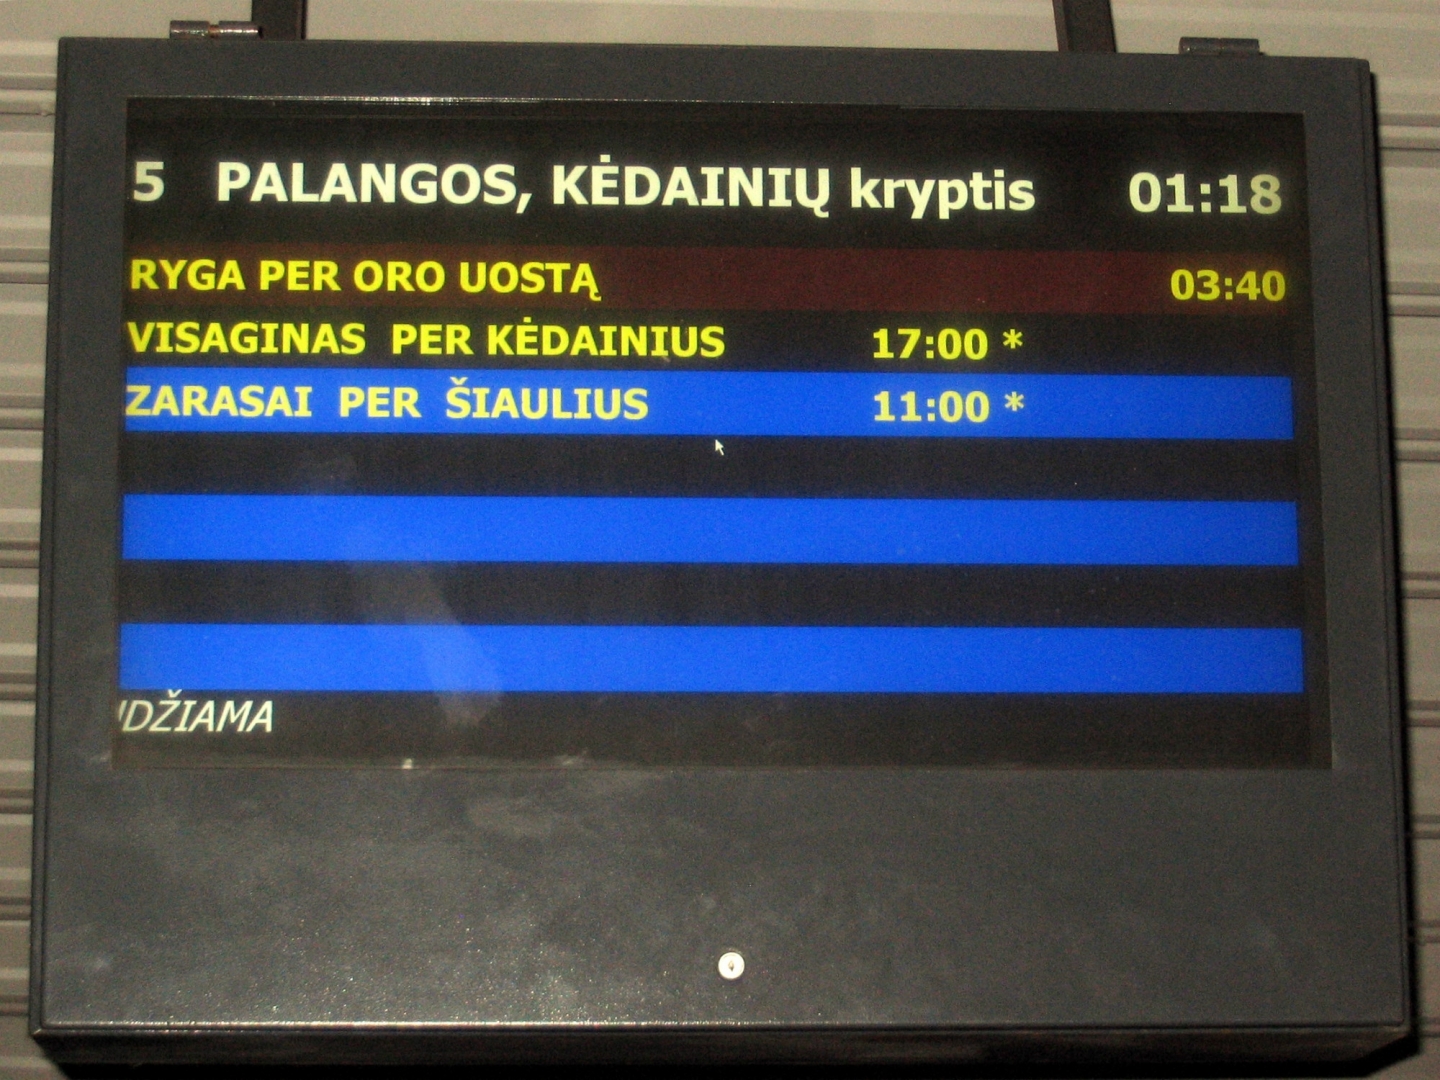 5 PALANGOS, KĖDAINIŲ kryptis 01:18
RYGA PER ORO UOSTĄ 03:40
VISAGINAS PER KĖDAINIUS 17:00 *
ZARASAI PER ŠIAULIUS 11:00 *
DŽIAMA